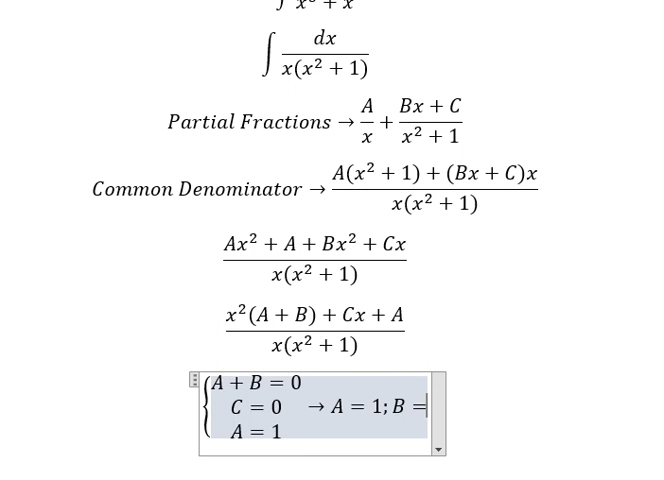 ∫ x³ + x
∫ dx / x(x² + 1)
Partial Fractions → A/x + Bx + C / x² + 1
Common Denominator → A(x² + 1) + (Bx + C)x / x(x² + 1)
Ax² + A + Bx² + Cx / x(x² + 1)
x²(A + B) + Cx + A / x(x² + 1)
{A + B = 0
C = 0 → A = 1; B =
A = 1